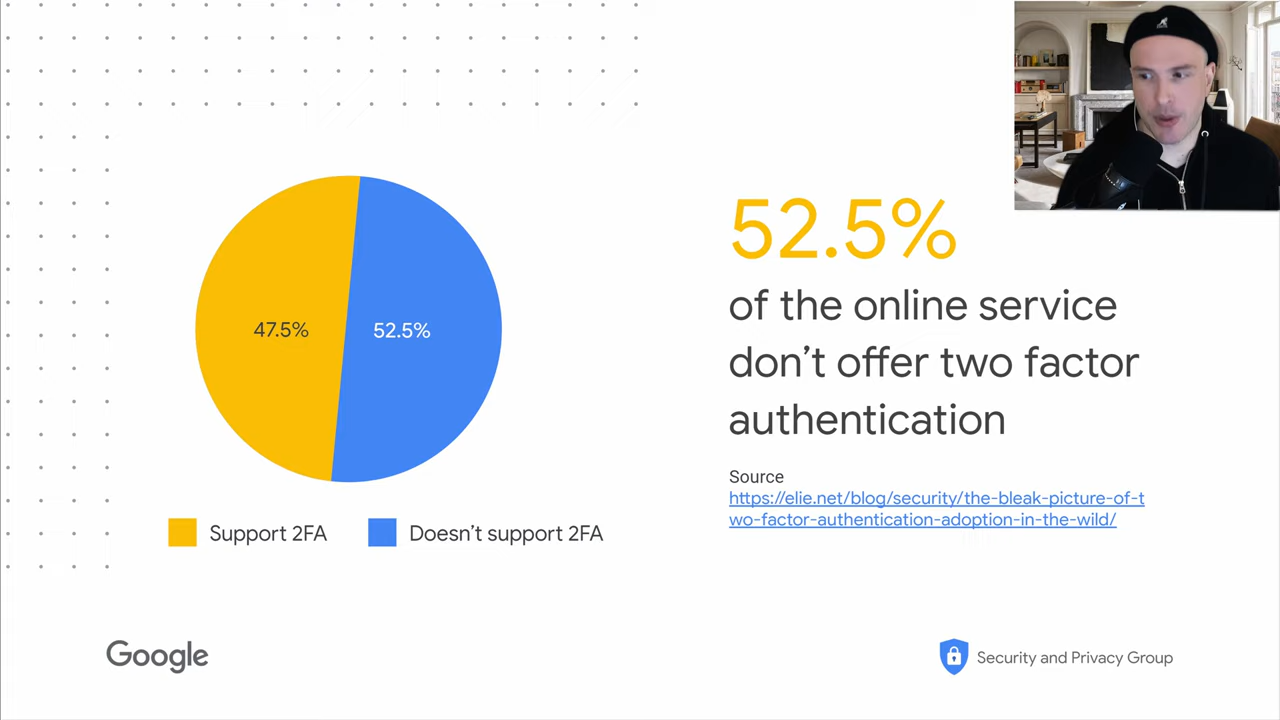 47.5%
52.5%
Support 2FA
Doesn't support 2FA
52.5%
of the online service
don't offer two factor
authentication
Source
https://elie.net/blog/security/the-bleak-picture-of-t
wo-factor-authentication-adoption-in-the-wild/
Google
Security and Privacy Group